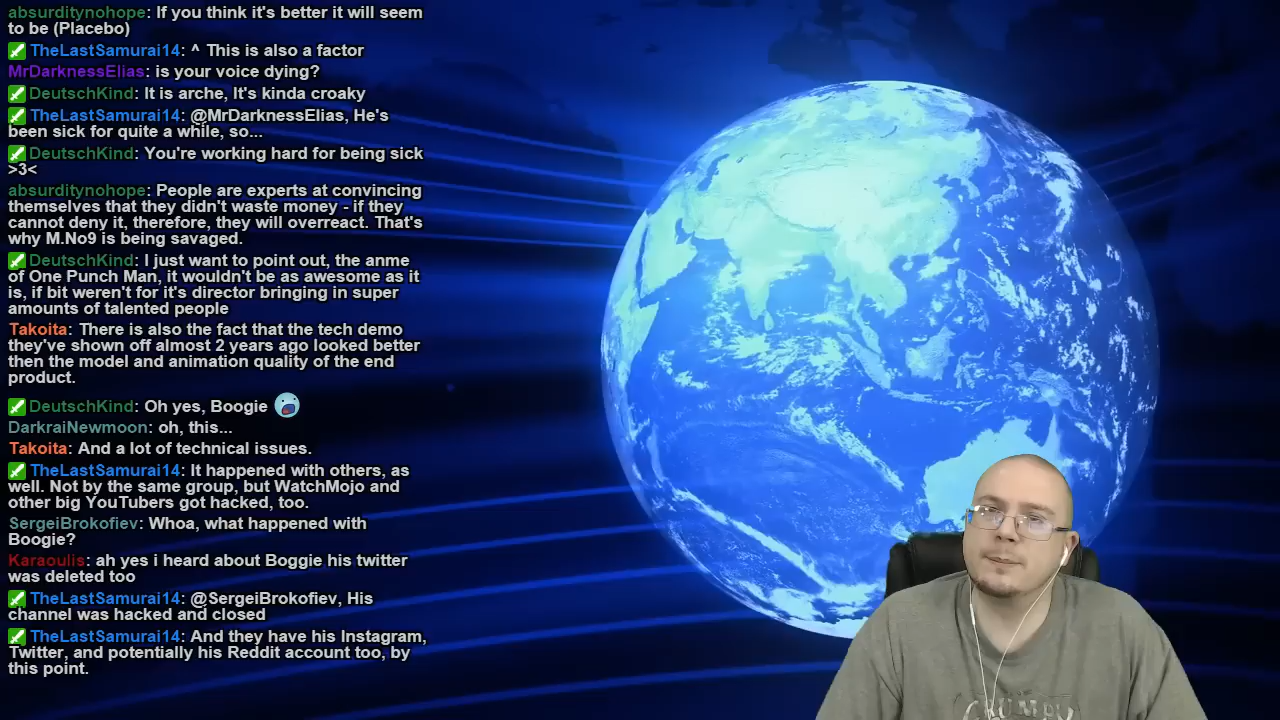 absurditynohope: If you think it's better it will seem
to be (Placebo)
TheLastSamurai14: ^ This is also a factor
MrDarknessElias: is your voice dying?
DeutschKind: It is arche, It's kinda croaky
TheLastSamurai14: @MrDarknessElias, He's
been sick for quite a while, so...
DeutschKind: You're working hard for being sick
>3<
absurditynohope: People are experts at convincing
themselves that they didn't waste money - if they
cannot deny it, therefore, they will overreact. That's
why M.No9 is being savaged.
DeutschKind: I just want to point out, the anme
of One Punch Man, it wouldn't be as awesome as it
is, if bit weren't for it's director bringing in super
amounts of talented people
Takoita: There is also the fact that the tech demo
they've shown off almost 2 years ago looked better
then the model and animation quality of the end
product.
DeutschKind: Oh yes, Boogie
DarkraiNewmoon: oh, this...
Takoita: And a lot of technical issues.
TheLastSamurai14: It happened with others, as
well. Not by the same group, but WatchMojo and
other big YouTubers got hacked, too.
SergeiBrokofiev: Whoa, what happened with
Boogie?
Karaoulis: ah yes i heard about Boggie his twitter
was deleted too
TheLastSamurai14: @SergeiBrokofiev, His
channel was hacked and closed
TheLastSamurai14: And they have his Instagram,
Twitter, and potentially his Reddit account too, by
this point.
GRUMPY